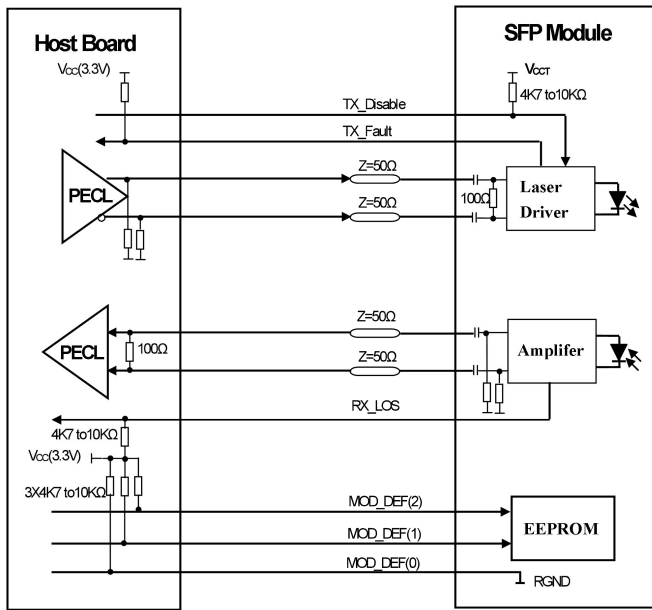 Host Board
SFP Module
VCC(3.3V)
VCCT
4K7 to10KΩ
TX_Disable
TX_Fault
PECL
Z=50Ω
Z=50Ω
100Ω
Laser
Driver
PECL
100Ω
Z=50Ω
Z=50Ω
Amplifer
RX_LOS
4K7 to10KΩ
VCC(3.3V)
3X4K7 to10KΩ
MOD_DEF(2)
MOD_DEF(1)
MOD_DEF(0)
EEPROM
RGND